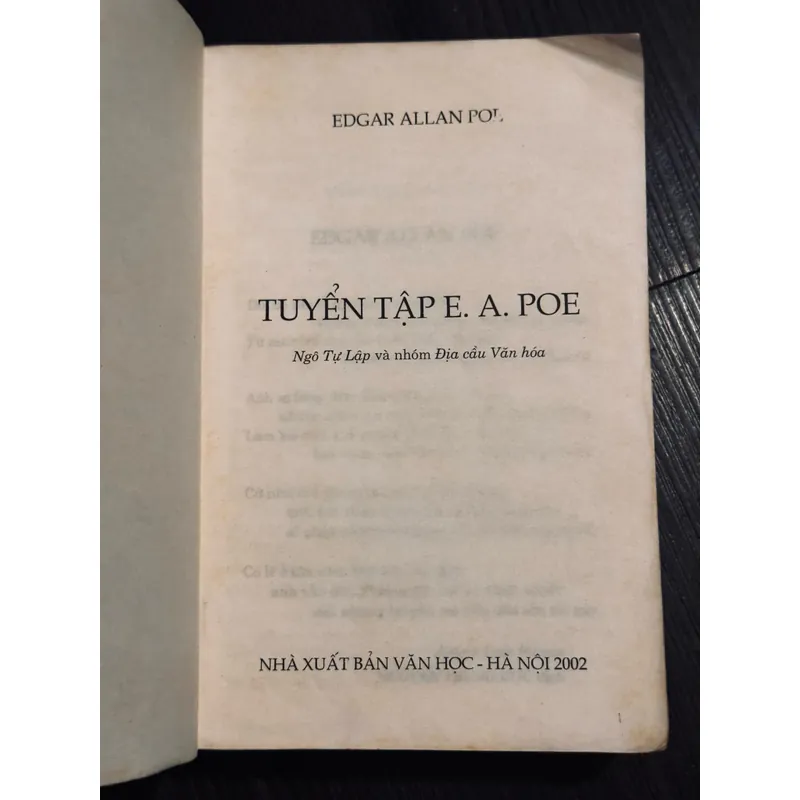 EDGAR ALLAN POE
TUYỂN TẬP E. A. POE
Ngô Tự Lập và nhóm Địa cầu Văn hóa
NHÀ XUẤT BẢN VĂN HỌC - HÀ NỘI 2002
1